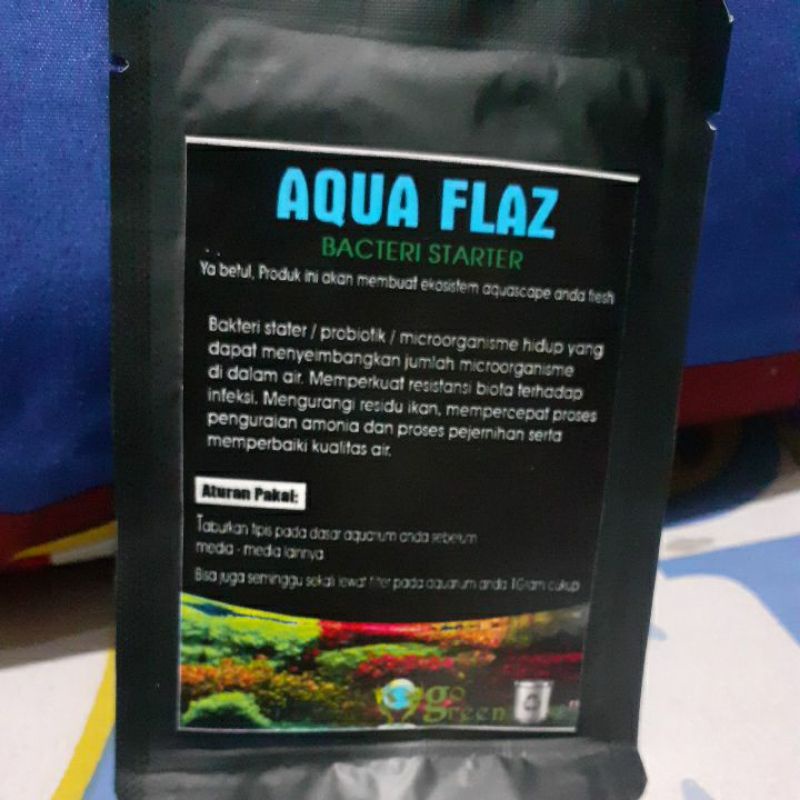 AQUA FLAZ
BACTERI STARTER
Ya betul. Produk ini akan membuat ekosistem aquascape anda fresh
Bakteri stater / probiotik / microorganisme hidup yang
dapat menyeimbangkan jumlah microorganisme
di dalam air. Memperkuat resistansi biota terhadap
infeksi. Mengurangi residu ikan, mempercepat proses
penguraian amonia dan proses pejernihan serta
memperbaiki kualitas air.
Aturan Pakai:
Taburkan tipis pada dasar aquarium anda sebelum
media - media lainnya
Bisa juga seminggu sekali lewat filter pada aquarium anda 1Gram cukup
go
green